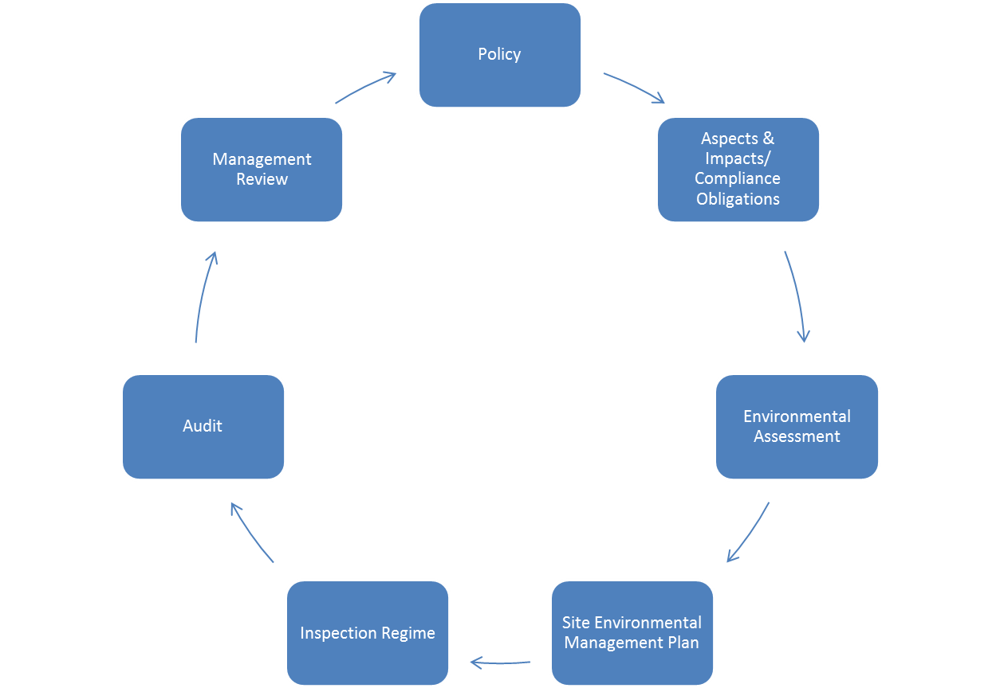 Policy
Aspects &
Impacts/
Compliance
Obligations
Environmental
Assessment
Site Environmental
Management Plan
Inspection Regime
Audit
Management
Review